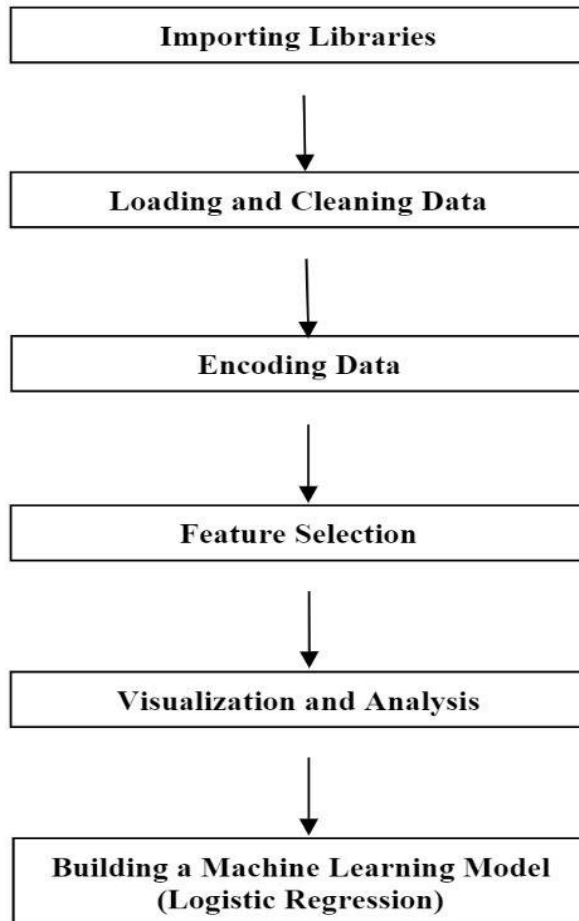 Importing Libraries
Loading and Cleaning Data
Encoding Data
Feature Selection
Visualization and Analysis
Building a Machine Learning Model
(Logistic Regression)